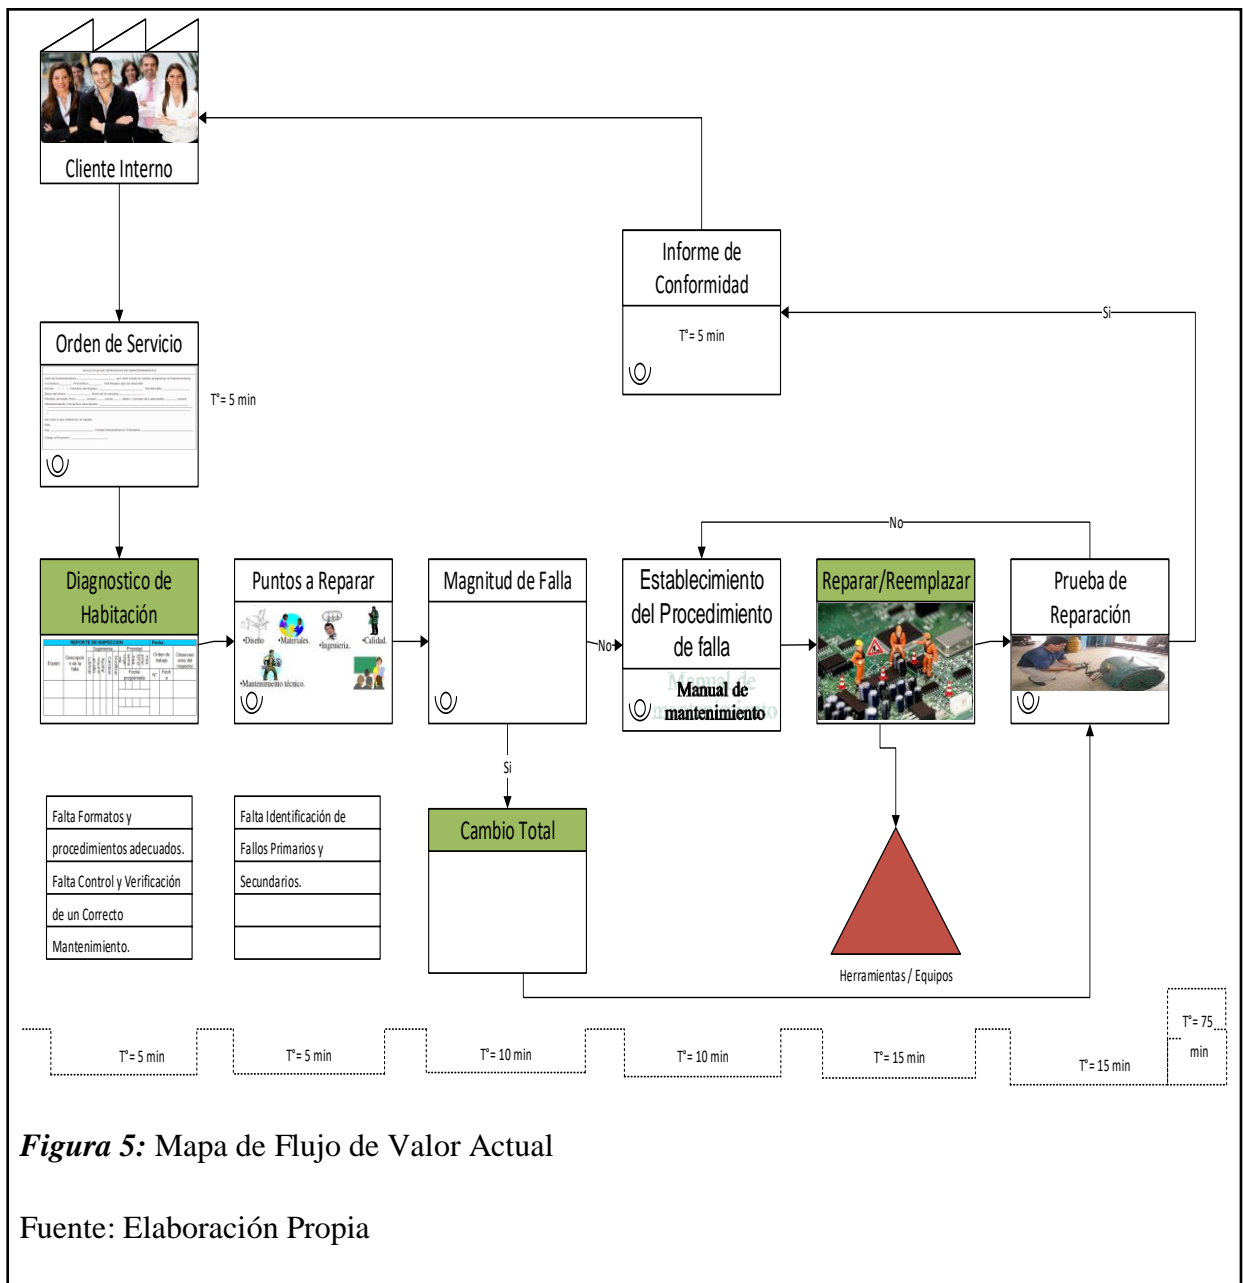 Cliente Interno
Informe de
Conformidad
T°= 5 min
Si
Orden de Servicio
T°= 5 min
No
Diagnostico de
Habitación
REPORTE DE INSPECCION
Fecha
Puntos a Reparar
•Diseño
•Materiales.
•Ingeniería.
•Calidad.
•Mantenimiento técnico.
Magnitud de Falla
No
Establecimiento
del Procedimiento
de falla
Manual de
mantenimiento
Reparar/Reemplazar
Prueba de
Reparación
Si
Falta Formatos y
procedimientos adecuados.
Falta Control y Verificación
de un Correcto
Mantenimiento.
Falta Identificación de
Fallos Primarios y
Secundarios.
Cambio Total
Herramientas / Equipos
T°= 5 min
T°= 5 min
T°= 10 min
T°= 10 min
T°= 15 min
T°= 15 min
T°= 75
min
Figura 5: Mapa de Flujo de Valor Actual
Fuente: Elaboración Propia